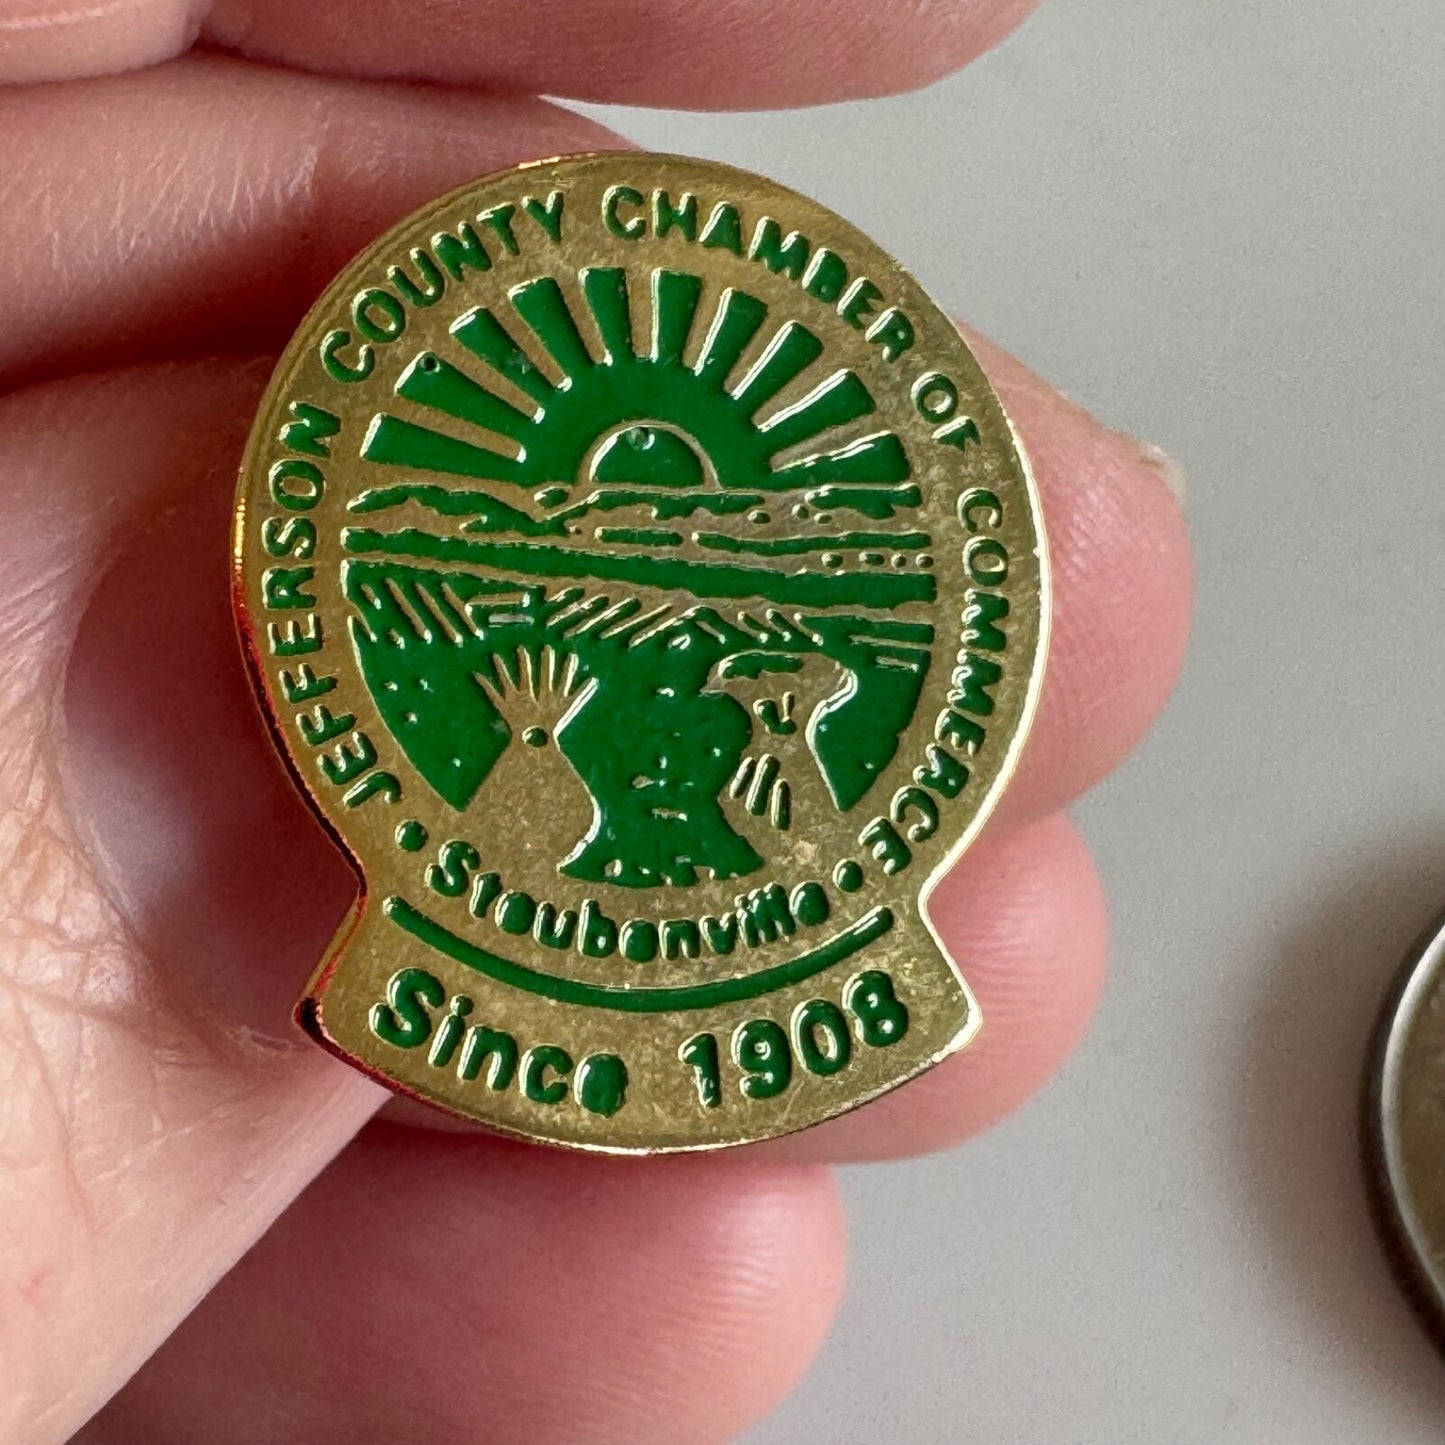 JEFFERSON COUNTY CHAMBER OF COMMERCE
• Steubenville •
Since 1908